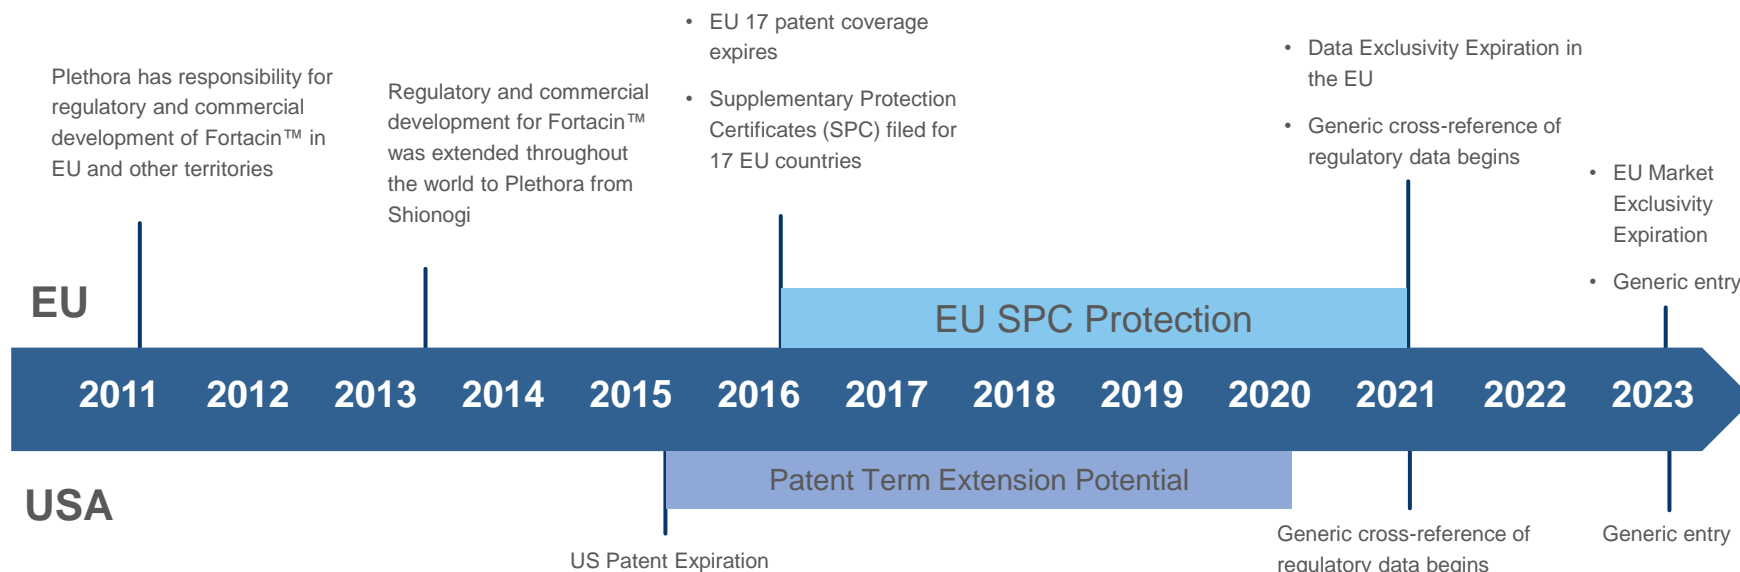 Plethora has responsibility for
regulatory and commercial
development of Fortacin™ in
EU and other territories
Regulatory and commercial
development for Fortacin™
was extended throughout
the world to Plethora from
Shionogi
• EU 17 patent coverage
expires
• Supplementary Protection
Certificates (SPC) filed for
17 EU countries
• Data Exclusivity Expiration in
the EU
• Generic cross-reference of
regulatory data begins
• EU Market
Exclusivity
Expiration
• Generic entry
EU
EU SPC Protection
2011 2012 2013 2014 2015 2016 2017 2018 2019 2020 2021 2022 2023
USA
Patent Term Extension Potential
US Patent Expiration
Generic cross-reference of
regulatory data begins
Generic entry